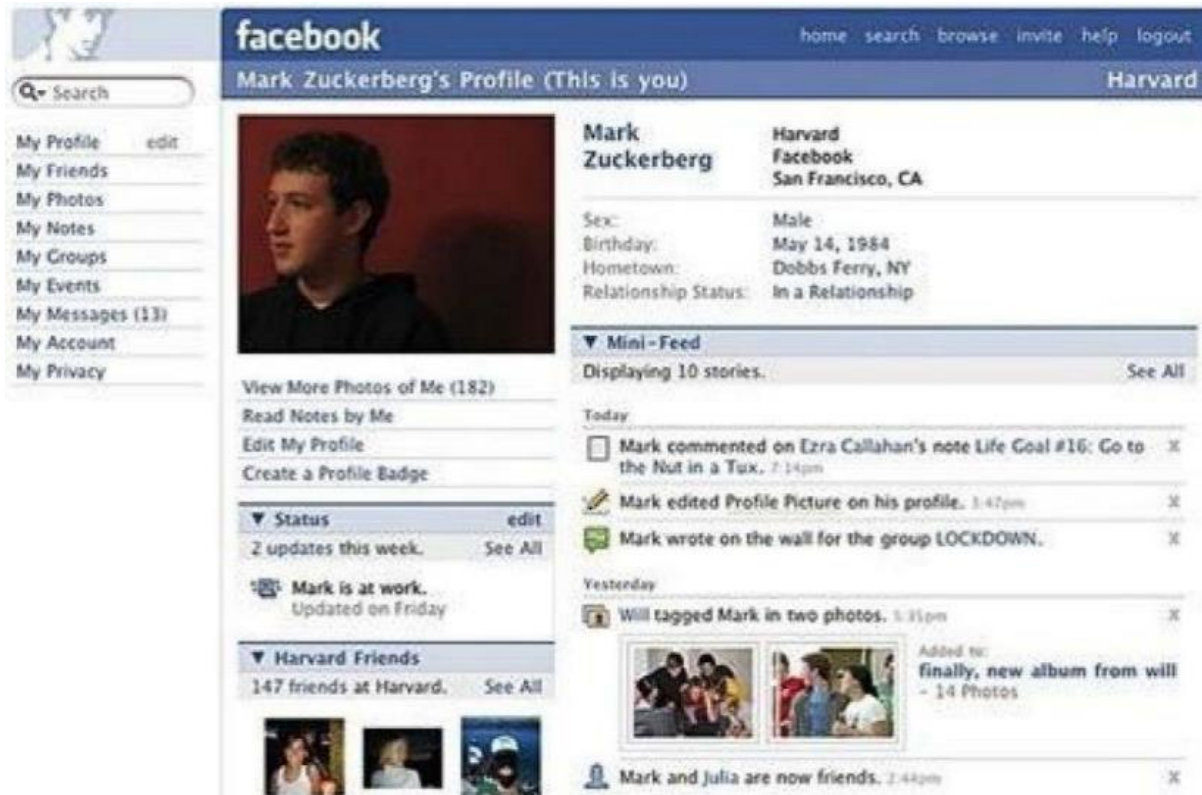 facebook
home search browse invite help logout
Mark Zuckerberg's Profile (This is you)
Harvard
Search
My Profile edit
My Friends
My Photos
My Notes
My Groups
My Events
My Messages (13)
My Account
My Privacy
View More Photos of Me (182)
Read Notes by Me
Edit My Profile
Create a Profile Badge
Status edit
2 updates this week. See All
Mark is at work.
Updated on Friday
Harvard Friends
147 friends at Harvard. See All
Mark
Zuckerberg
Harvard
Facebook
San Francisco, CA
Sex: Male
Birthday: May 14, 1984
Hometown: Dobbs Ferry, NY
Relationship Status: In a Relationship
Mini-Feed
Displaying 10 stories. See All
Today
Mark commented on Ezra Callahan's note Life Goal #16: Go to
the Nut in a Tux. 7:14pm
Mark edited Profile Picture on his profile. 3:47pm
Mark wrote on the wall for the group LOCKDOWN.
Yesterday
Will tagged Mark in two photos. 5:35pm
Added to:
finally, new album from will
- 14 Photos
Mark and Julia are now friends. 2:44pm